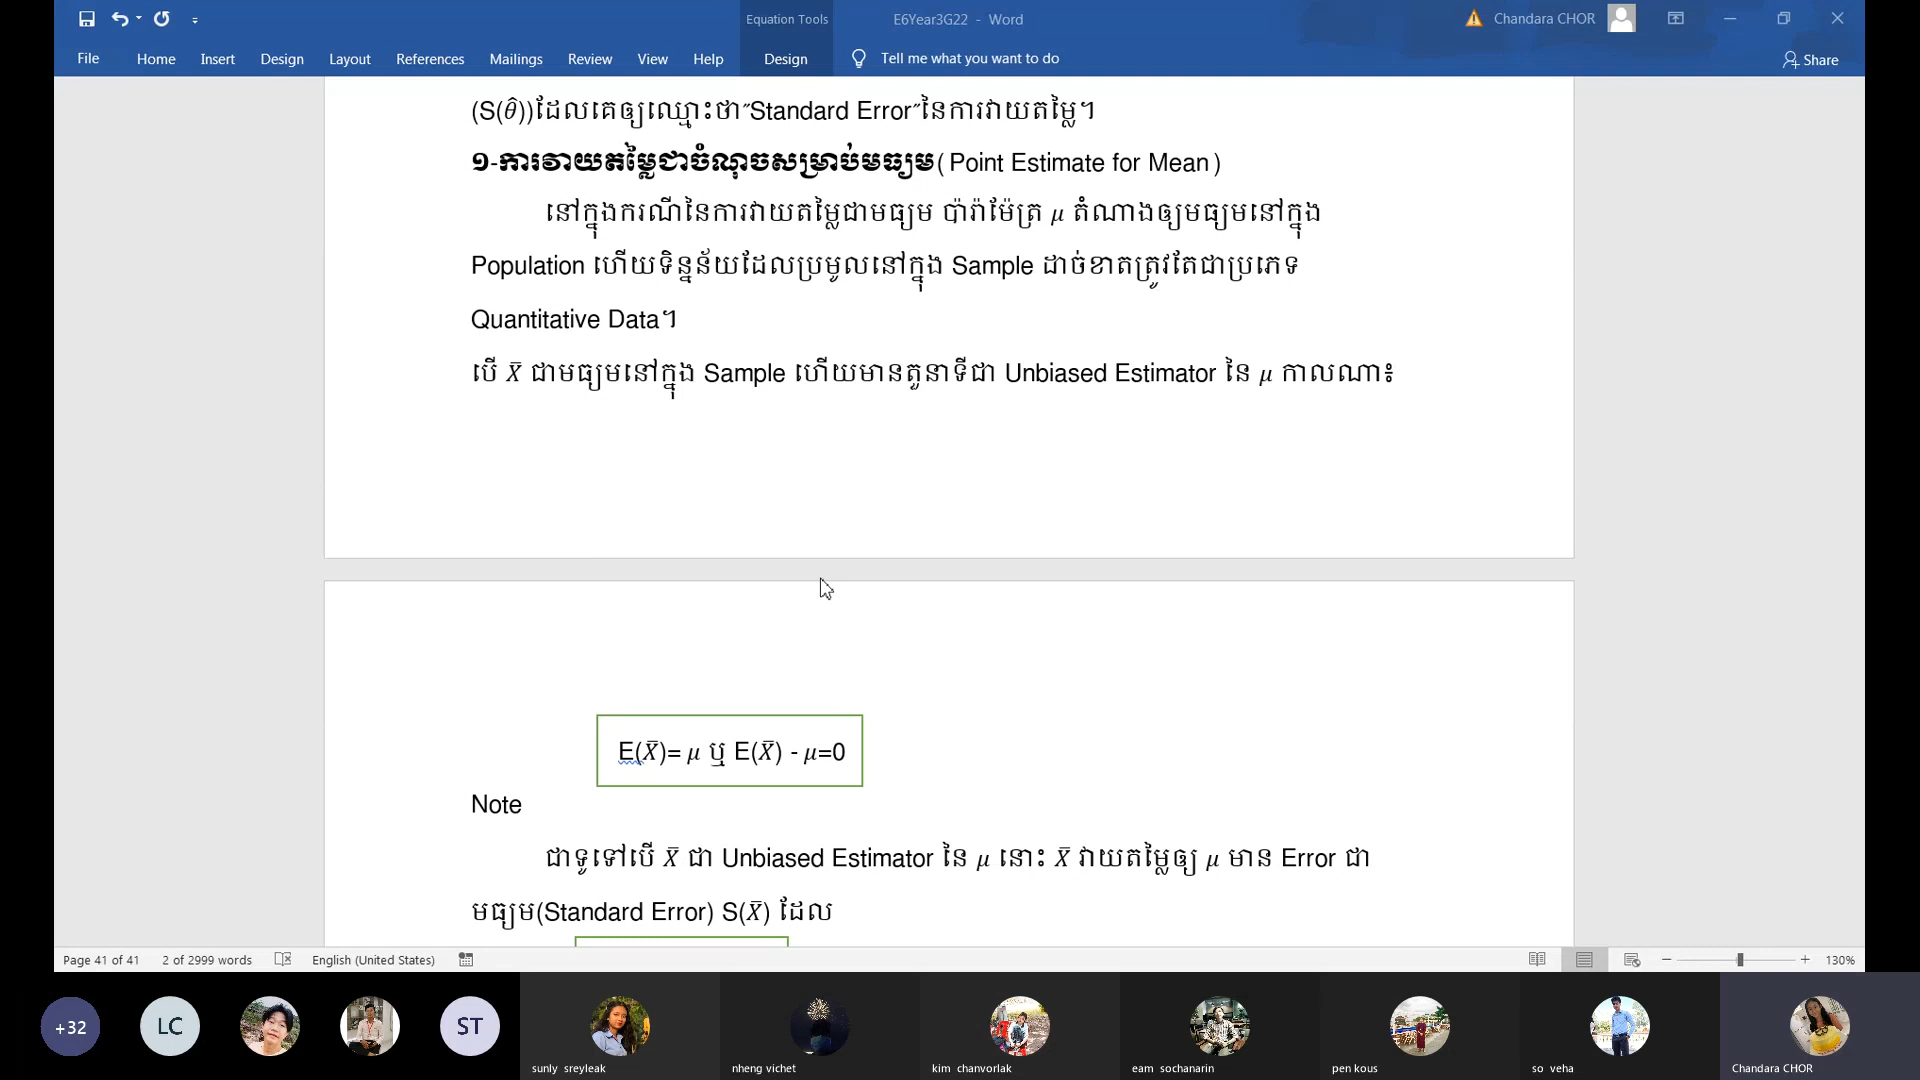 Equation Tools
E6Year3G22 - Word
Chandara CHOR
File Home Insert Design Layout References Mailings Review View Help Design Tell me what you want to do Share
(S(θ̂))ដែលគេឲ្យឈ្មោះថា"Standard Error"នៃការវាយតម្លៃ។
១-ការវាយតម្លៃជាចំណុចសម្រាប់មធ្យម(Point Estimate for Mean)
នៅក្នុងករណីនៃការវាយតម្លៃជាមធ្យម ប៉ារ៉ាម៉ែត្រ μ តំណាងឲ្យមធ្យមនៅក្នុង
Population ហើយទិន្នន័យដែលប្រមូលនៅក្នុង Sample ដាច់ខាតត្រូវតែជាប្រភេទ
Quantitative Data។
បើ X̄ ជាមធ្យមនៅក្នុង Sample ហើយមានតួនាទីជា Unbiased Estimator នៃ μ កាលណា៖
E(X̄)= μ ឬ E(X̄) - μ=0
Note
ជាទូទៅបើ X̄ ជា Unbiased Estimator នៃ μ នោះ X̄ វាយតម្លៃឲ្យ μ មាន Error ជា
មធ្យម(Standard Error) S(X̄) ដែល
Page 41 of 41 2 of 2999 words English (United States) 130%
+32 LC ST
sunly sreyleak nheng vichet kim chanvorlak eam sochanarin pen kous so veha Chandara CHOR